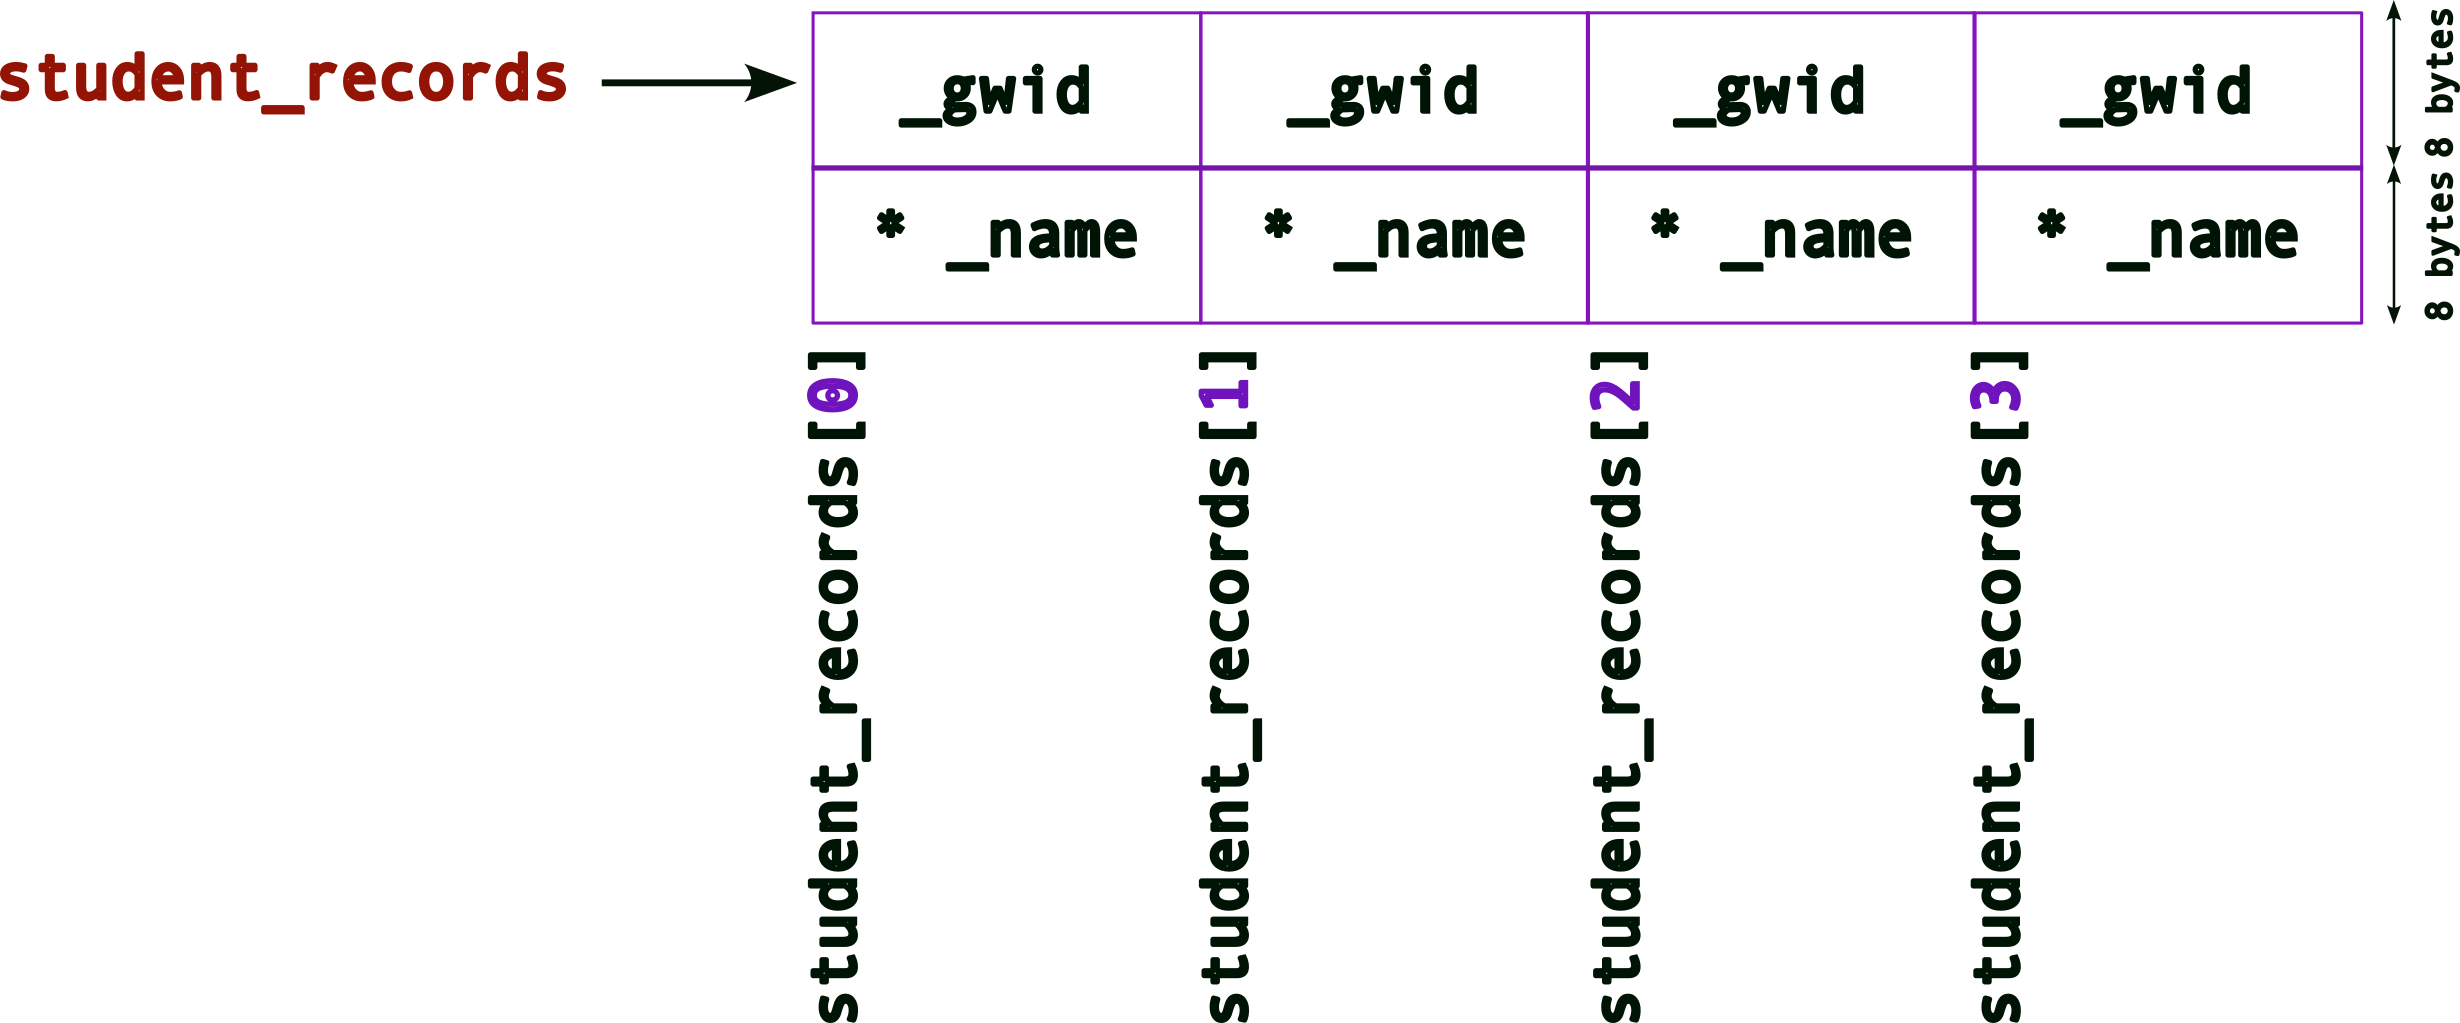 student_records
_gwid _gwid _gwid _gwid
* _name * _name * _name * _name
8 bytes
8 bytes
student_records[0]
student_records[1]
student_records[2]
student_records[3]